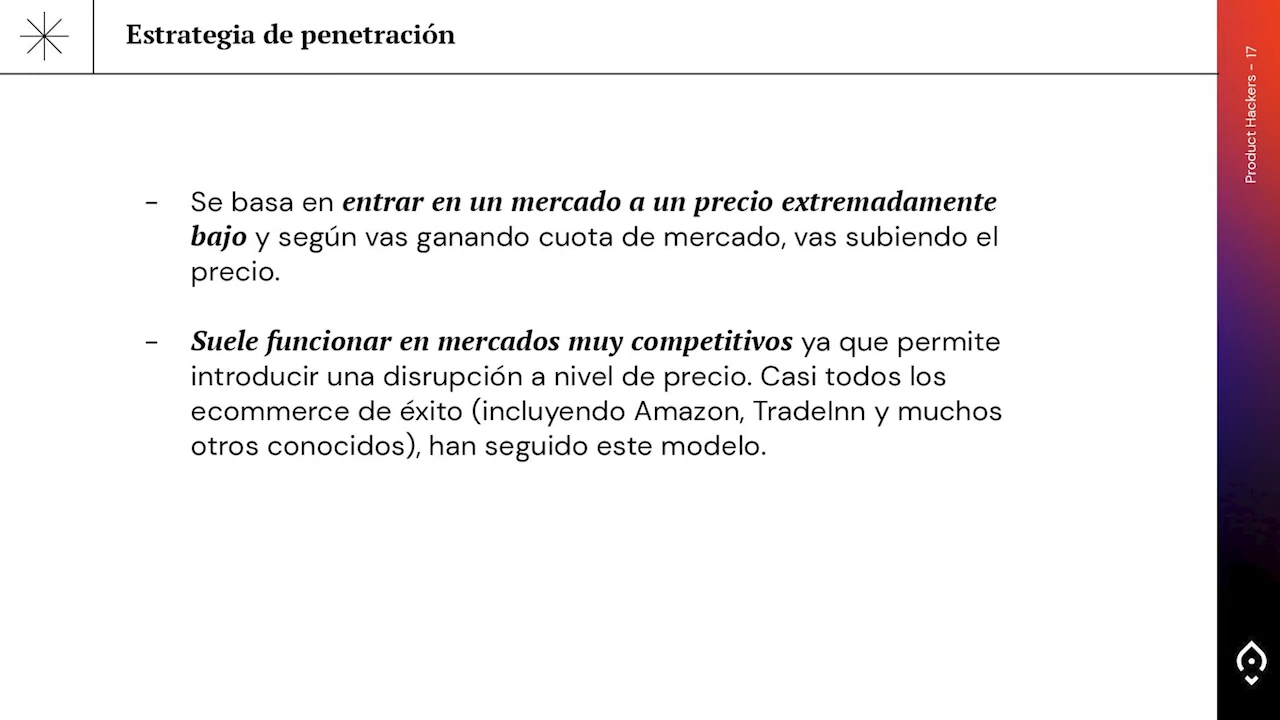 Estrategia de penetración
Product Hackers - 17
- Se basa en entrar en un mercado a un precio extremadamente
bajo y según vas ganando cuota de mercado, vas subiendo el
precio.
- Suele funcionar en mercados muy competitivos ya que permite
introducir una disrupción a nivel de precio. Casi todos los
ecommerce de éxito (incluyendo Amazon, TradeInn y muchos
otros conocidos), han seguido este modelo.